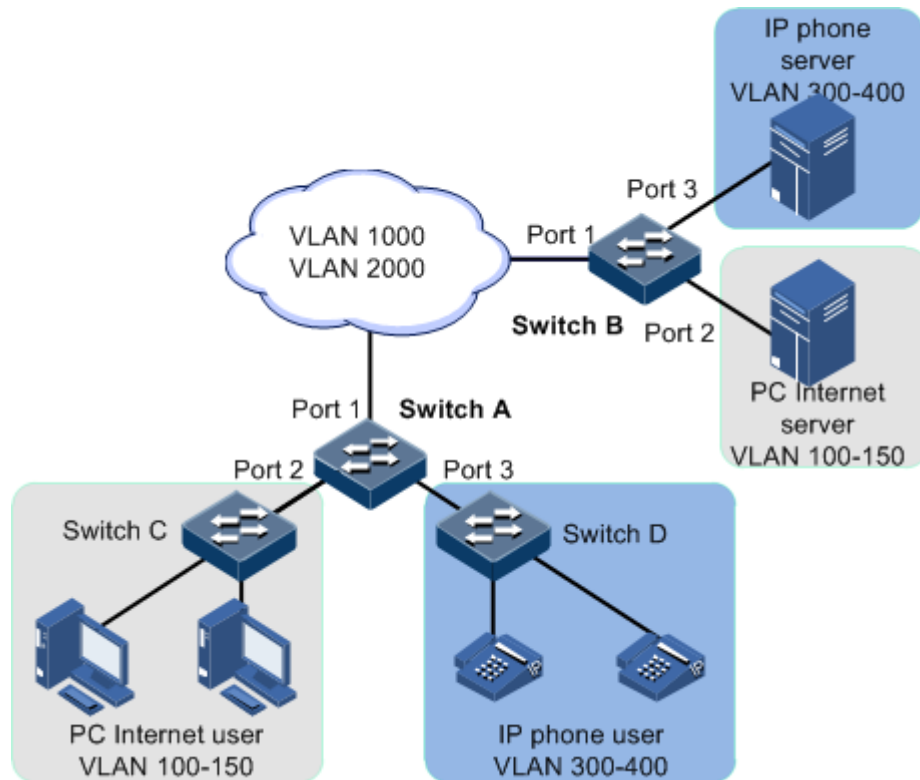 IP phone
server
VLAN 300-400
Port 3
Port 1
VLAN 1000
VLAN 2000
Switch B
Port 2
PC Internet
server
VLAN 100-150
Port 1
Switch A
Port 2
Port 3
Switch C
Switch D
IP
IP
PC Internet user
VLAN 100-150
IP phone user
VLAN 300-400